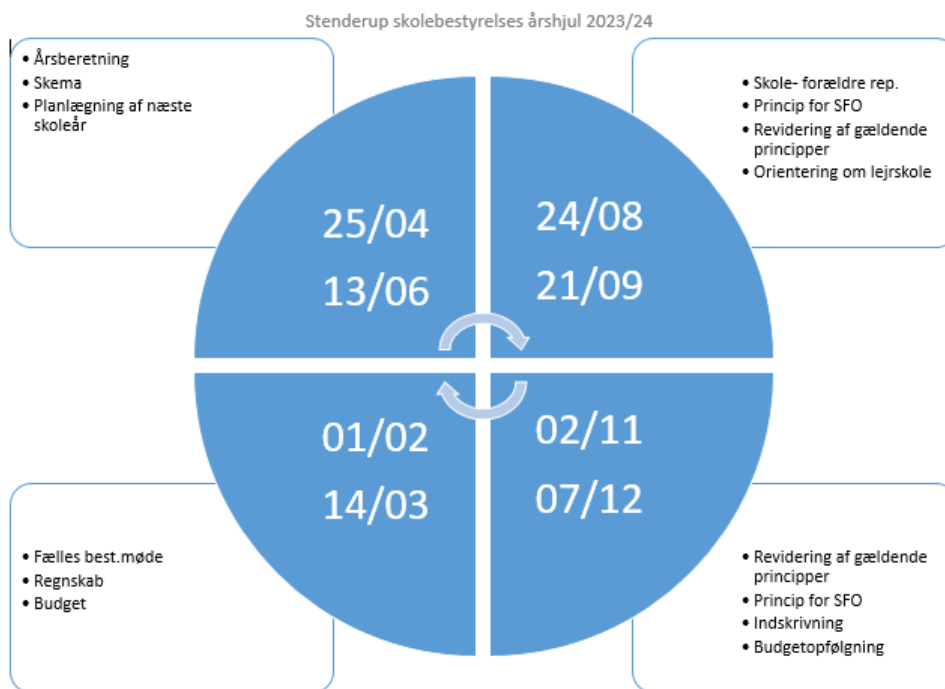 Stenderup skolebestyrelses årshjul 2023/24
• Årsberetning
• Skema
• Planlægning af næste
skoleår
• Skole- forældre rep.
• Princip for SFO
• Revidering af gældende
principper
• Orientering om lejrskole
25/04
13/06
24/08
21/09
01/02
14/03
02/11
07/12
• Fælles best.møde
• Regnskab
• Budget
• Revidering af gældende
principper
• Princip for SFO
• Indskrivning
• Budgetopfølgning